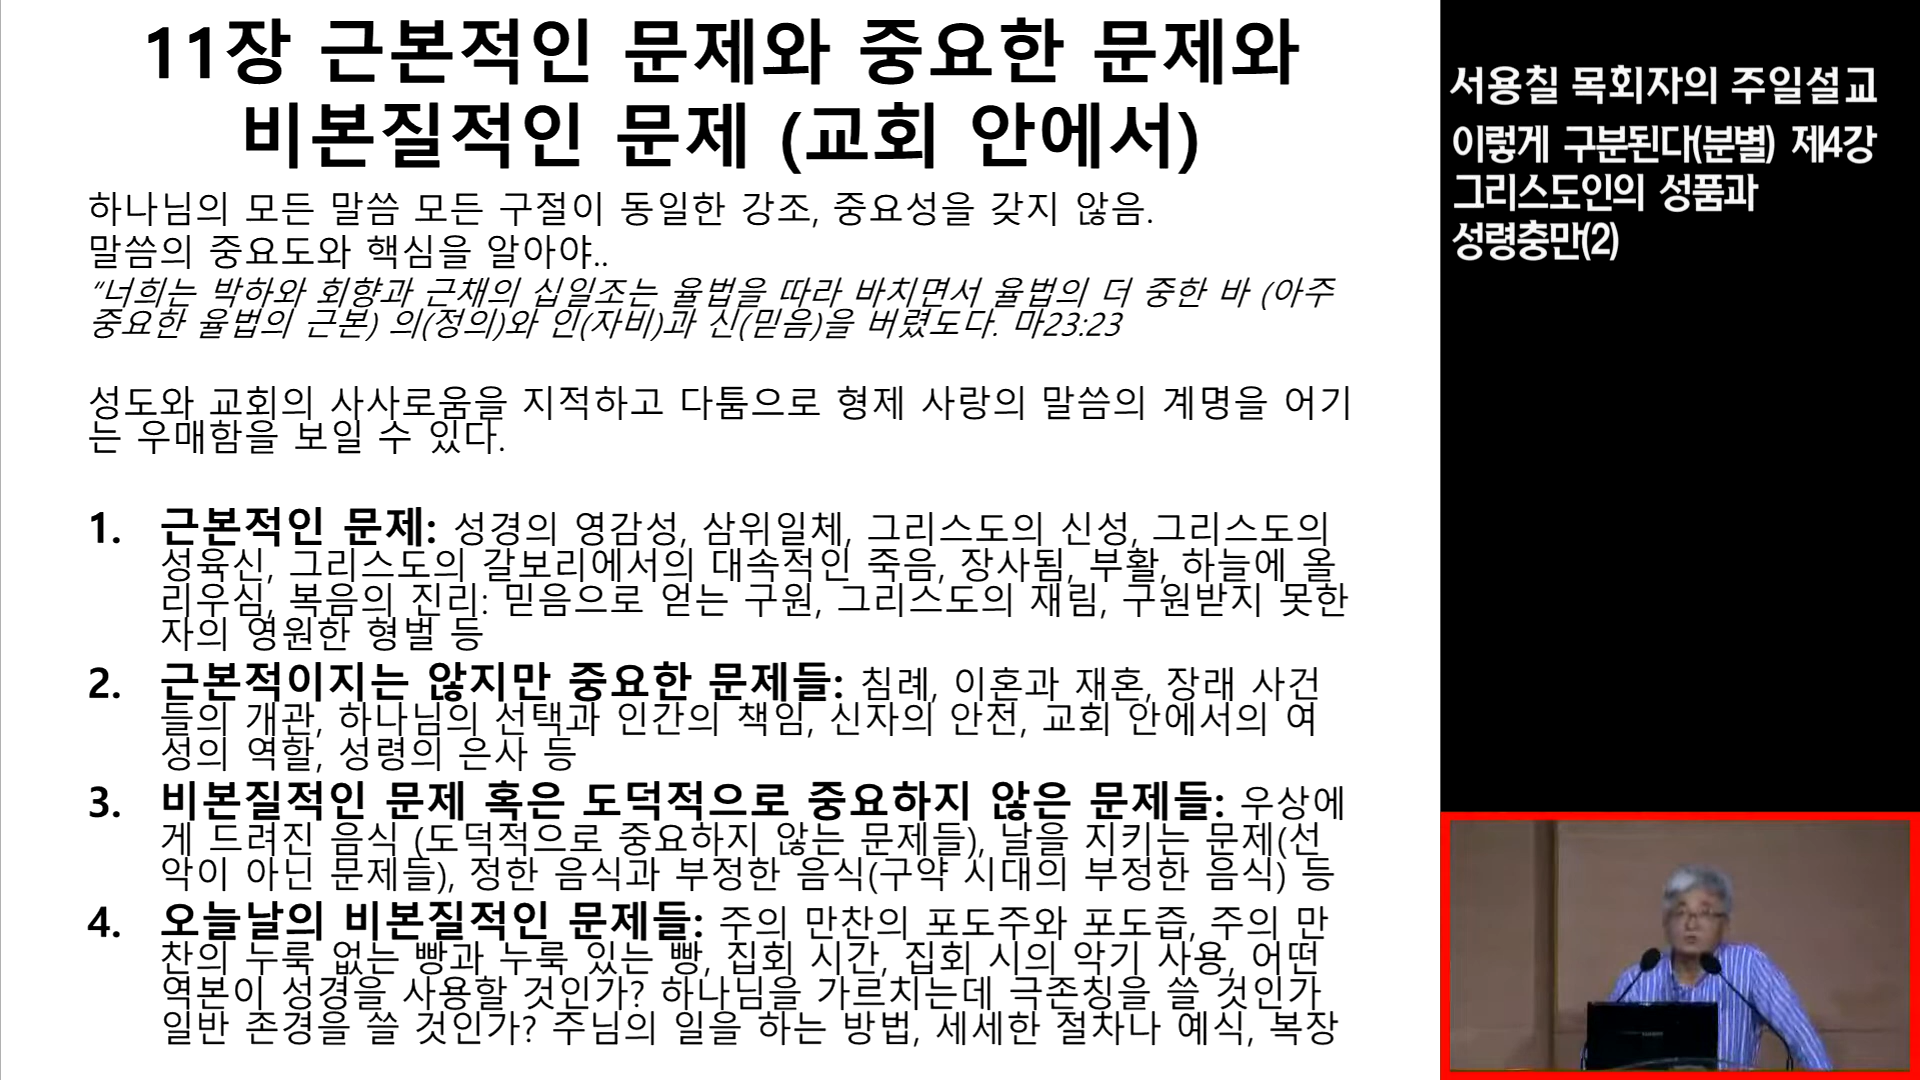 11장 근본적인 문제와 중요한 문제와
비본질적인 문제 (교회 안에서)
하나님의 모든 말씀 모든 구절이 동일한 강조, 중요성을 갖지 않음.
말씀의 중요도와 핵심을 알아야..
“너희는 박하와 회향과 근채의 십일조는 율법을 따라 바치면서 율법의 더 중한 바 (아주
중요한 율법의 근본) 의(정의)와 인(자비)과 신(믿음)을 버렸도다. 마23:23
성도와 교회의 사사로움을 지적하고 다툼으로 형제 사랑의 말씀의 계명을 어기
는 우매함을 보일 수 있다.
1. 근본적인 문제: 성경의 영감성, 삼위일체, 그리스도의 신성, 그리스도의
성육신, 그리스도의 갈보리에서의 대속적인 죽음, 장사됨, 부활, 하늘에 올
리우심, 복음의 진리: 믿음으로 얻는 구원, 그리스도의 재림, 구원받지 못한
자의 영원한 형벌 등
2. 근본적이지는 않지만 중요한 문제들: 침례, 이혼과 재혼, 장래 사건
들의 개관, 하나님의 선택과 인간의 책임, 신자의 안전, 교회 안에서의 여
성의 역할, 성령의 은사 등
3. 비본질적인 문제 혹은 도덕적으로 중요하지 않은 문제들: 우상에
게 드려진 음식 (도덕적으로 중요하지 않는 문제들), 날을 지키는 문제(선
악이 아닌 문제들), 정한 음식과 부정한 음식(구약 시대의 부정한 음식) 등
4. 오늘날의 비본질적인 문제들: 주의 만찬의 포도주와 포도즙, 주의 만
찬의 누룩 없는 빵과 누룩 있는 빵, 집회 시간, 집회 시의 악기 사용, 어떤
역본이 성경을 사용할 것인가? 하나님을 가르치는데 극존칭을 쓸 것인가
일반 존경을 쓸 것인가? 주님의 일을 하는 방법, 세세한 절차나 예식, 복장
서용칠 목회자의 주일설교
이렇게 구분된다(분별) 제4강
그리스도인의 성품과
성령충만(2)